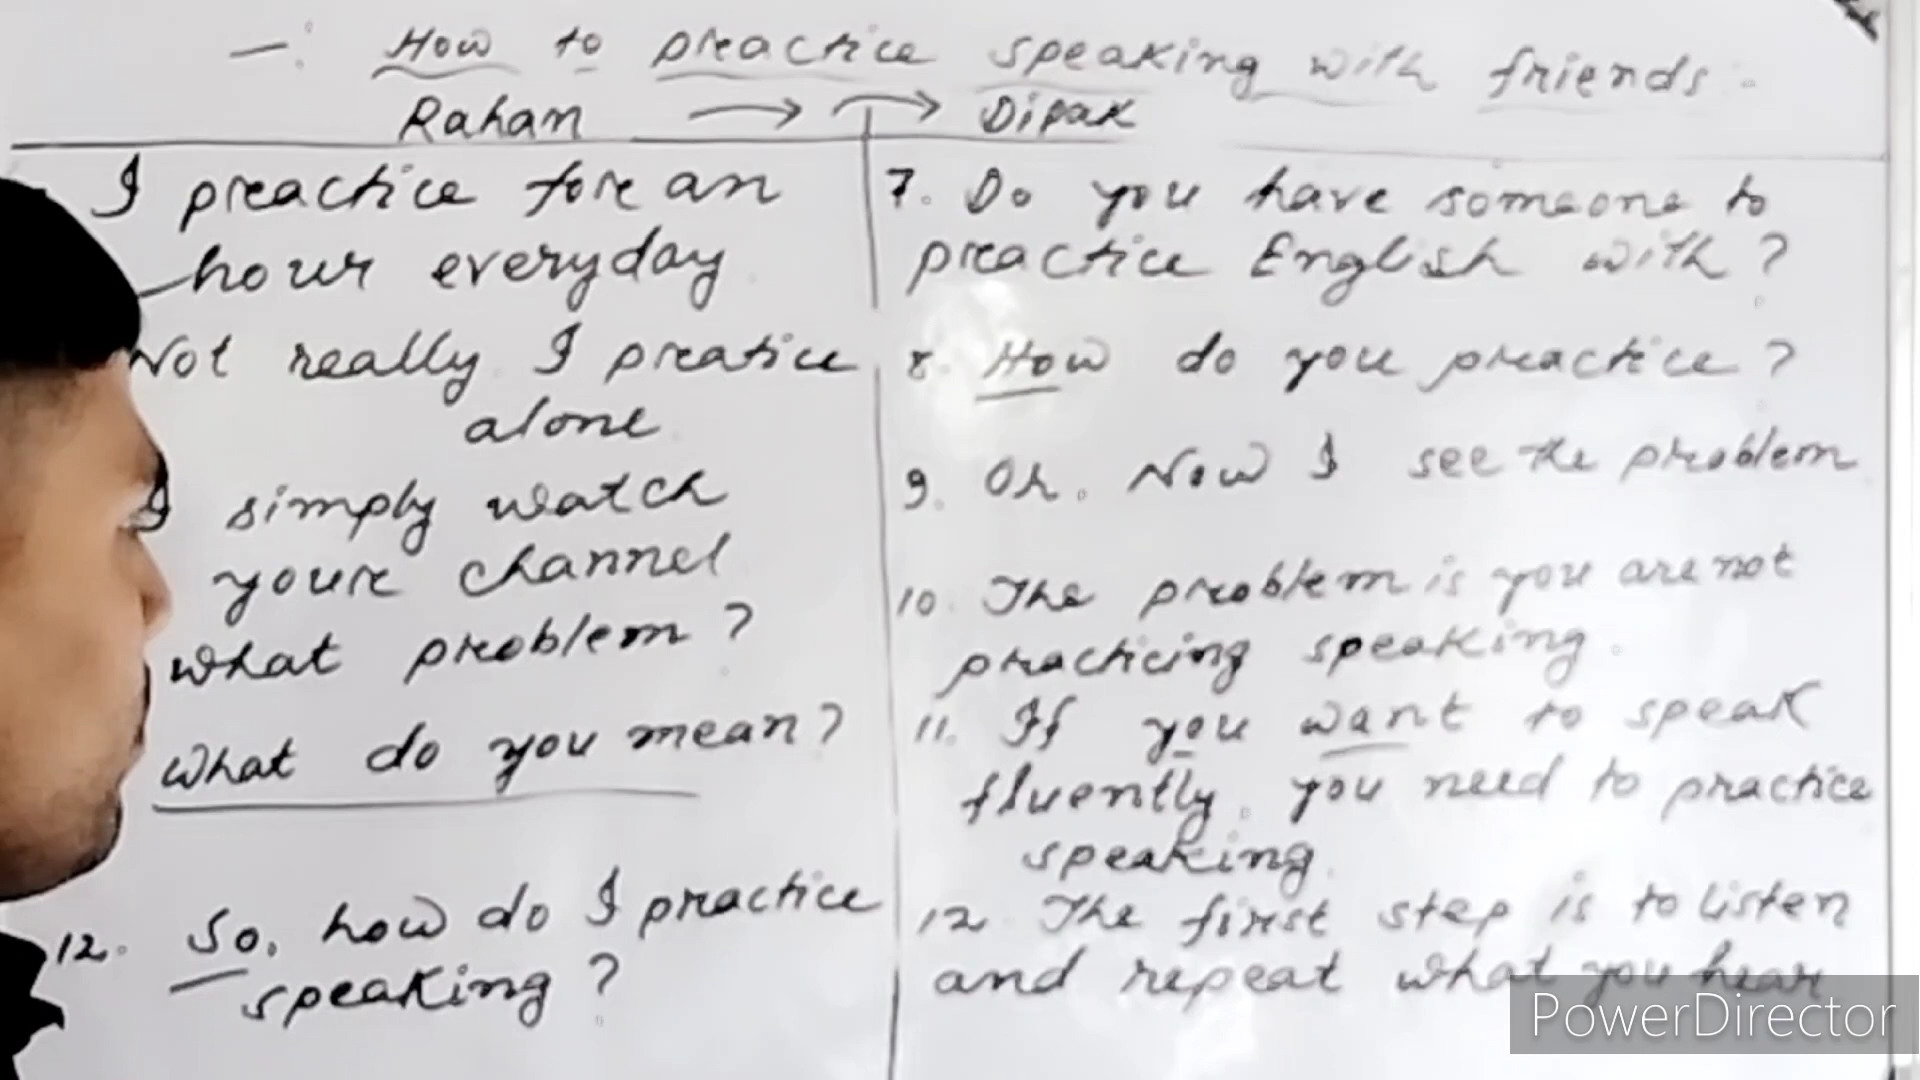 —: How to practice speaking with friends.
Rahan → → Dipak
I practice for an
hour everyday
Not really I pratice
alone
I simply watch
your channel
what problem?
what do you mean?
12. So, how do I practice
speaking?
7. Do you have someone to
practice English with?
8. How do you practice?
9. Oh. Now I see the problem
10. The problem is you are not
practicing speaking.
11. If you want to speak
fluently, you need to practice
speaking.
12 The first step is to listen
and repeat what you hear
PowerDirector